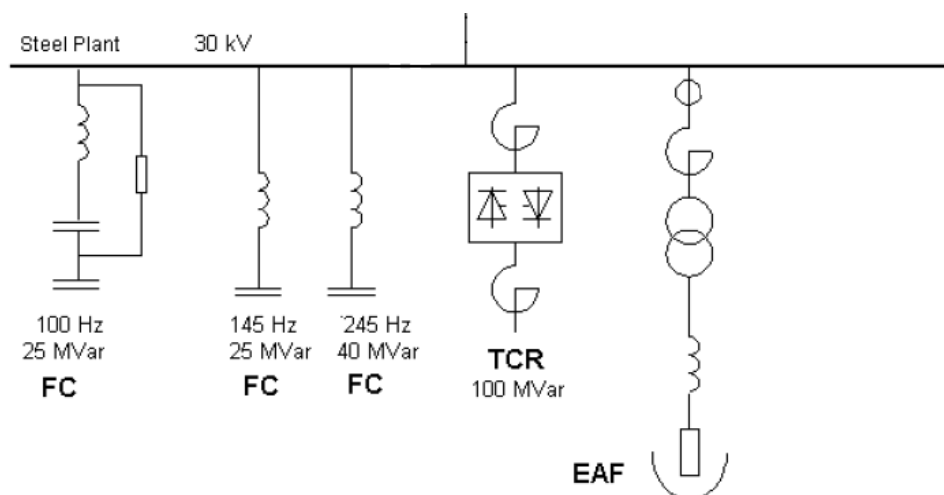 Steel Plant 30 kV
100 Hz
25 MVar
FC
145 Hz
25 MVar
FC
245 Hz
40 MVar
FC
TCR
100 MVar
EAF